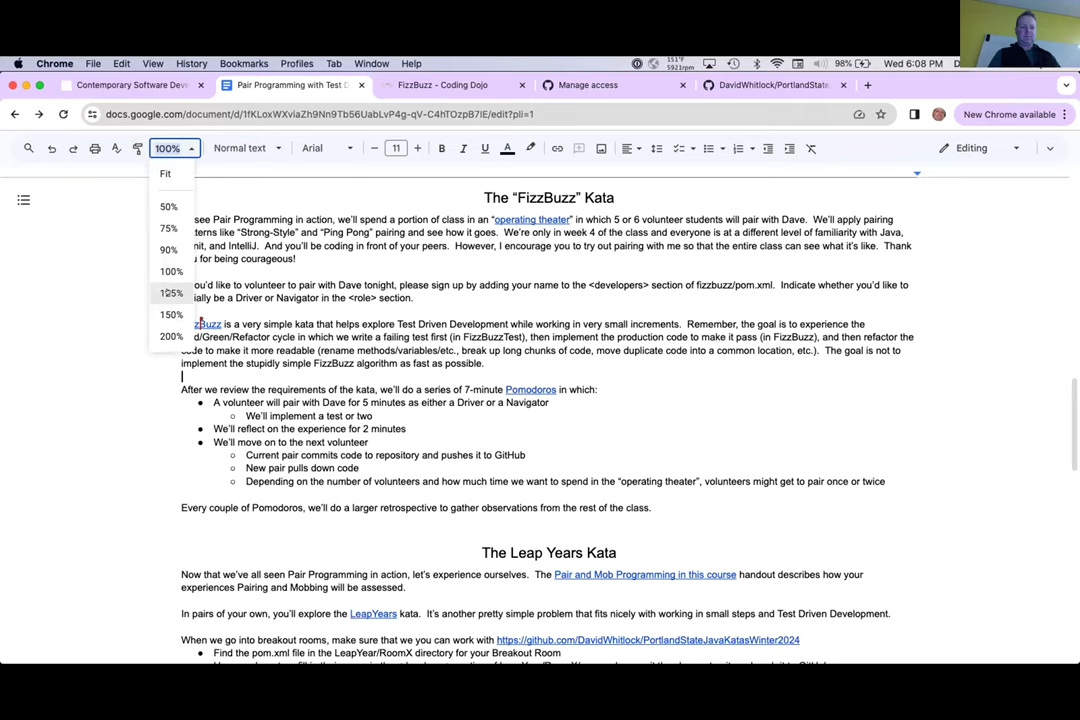 Chrome File Edit View History Bookmarks Profiles Tab Window Help 151°F 5921rpm 98% Wed 6:08 PM
Contemporary Software Deve Pair Programming with Test D FizzBuzz - Coding Dojo Manage access DavidWhitlock/PortlandState
docs.google.com/document/d/1fKLoxWXviaZh9Nn9Tb56UabLvP4g-qV-C4hTOzpB7lE/edit?pli=1 New Chrome available
100% Normal text Arial 11 B I U A Editing
Fit
50%
75%
90%
100%
125%
150%
200%
The “FizzBuzz” Kata
see Pair Programming in action, we’ll spend a portion of class in an “operating theater” in which 5 or 6 volunteer students will pair with Dave. We’ll apply pairing
terns like “Strong-Style” and “Ping Pong” pairing and see how it goes. We’re only in week 4 of the class and everyone is at a different level of familiarity with Java,
nit, and IntelliJ. And you’ll be coding in front of your peers. However, I encourage you to try out pairing with me so that the entire class can see what it’s like. Thank
u for being courageous!
ou’d like to volunteer to pair with Dave tonight, please sign up by adding your name to the <developers> section of fizzbuzz/pom.xml. Indicate whether you’d like to
ially be a Driver or Navigator in the <role> section.
zBuzz is a very simple kata that helps explore Test Driven Development while working in very small increments. Remember, the goal is to experience the
d/Green/Refactor cycle in which we write a failing test first (in FizzBuzzTest), then implement the production code to make it pass (in FizzBuzz), and then refactor the
code to make it more readable (rename methods/variables/etc., break up long chunks of code, move duplicate code into a common location, etc.). The goal is not to
implement the stupidly simple FizzBuzz algorithm as fast as possible.
After we review the requirements of the kata, we’ll do a series of 7-minute Pomodoros in which:
● A volunteer will pair with Dave for 5 minutes as either a Driver or a Navigator
○ We’ll implement a test or two
● We’ll reflect on the experience for 2 minutes
● We’ll move on to the next volunteer
○ Current pair commits code to repository and pushes it to GitHub
○ New pair pulls down code
○ Depending on the number of volunteers and how much time we want to spend in the “operating theater”, volunteers might get to pair once or twice
Every couple of Pomodoros, we’ll do a larger retrospective to gather observations from the rest of the class.
The Leap Years Kata
Now that we’ve all seen Pair Programming in action, let’s experience ourselves. The Pair and Mob Programming in this course handout describes how your
experiences Pairing and Mobbing will be assessed.
In pairs of your own, you’ll explore the LeapYears kata. It’s another pretty simple problem that fits nicely with working in small steps and Test Driven Development.
When we go into breakout rooms, make sure that we you can work with https://github.com/DavidWhitlock/PortlandStateJavaKatasWinter2024
● Find the pom.xml file in the LeapYear/RoomX directory for your Breakout Room